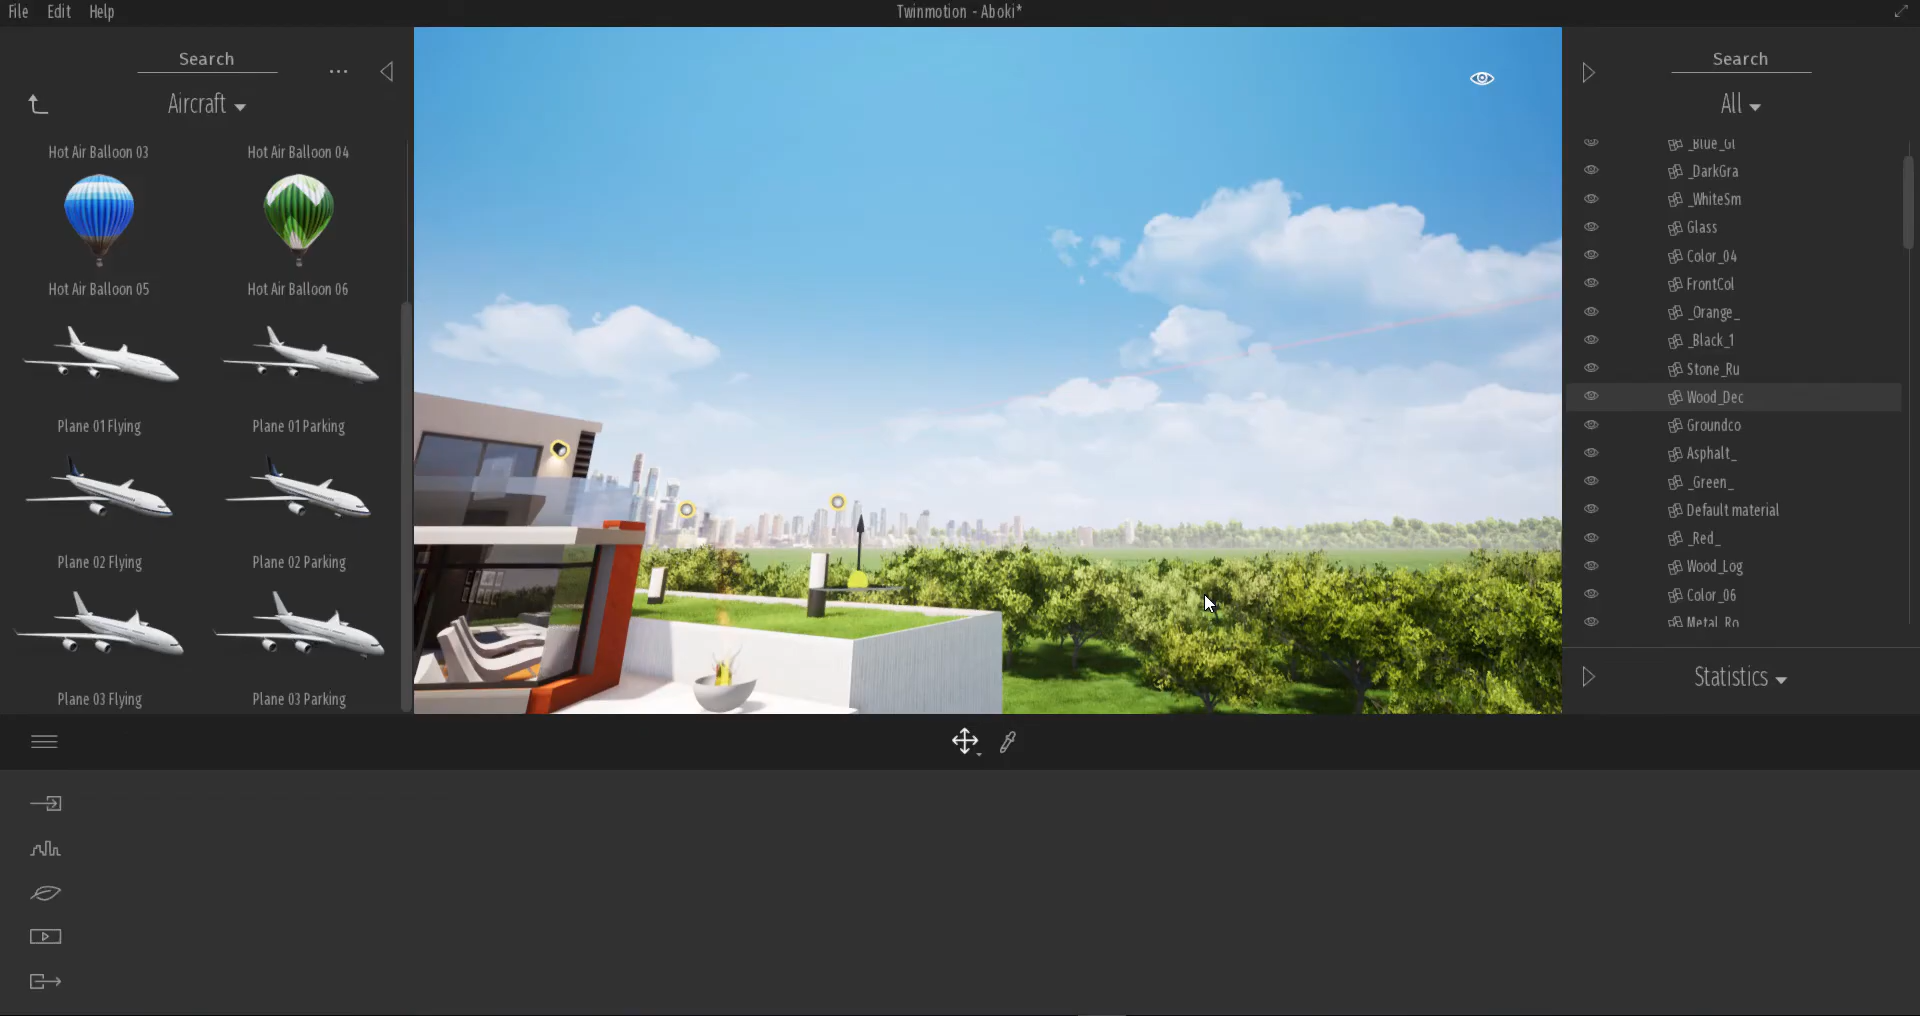 File Edit Help
Twinmotion - Aboki*
Search
Aircraft
Hot Air Balloon 03 Hot Air Balloon 04
Hot Air Balloon 05 Hot Air Balloon 06
Plane 01 Flying Plane 01 Parking
Plane 02 Flying Plane 02 Parking
Plane 03 Flying Plane 03 Parking
Search
All
_Blue_Gl
_DarkGra
_WhiteSm
Glass
Color_04
FrontCol
_Orange_
_Black_1
Stone_Ru
Wood_Dec
Groundco
Asphalt_
_Green_
Default material
_Red_
Wood_Log
Color_06
Metal_Ro
Statistics